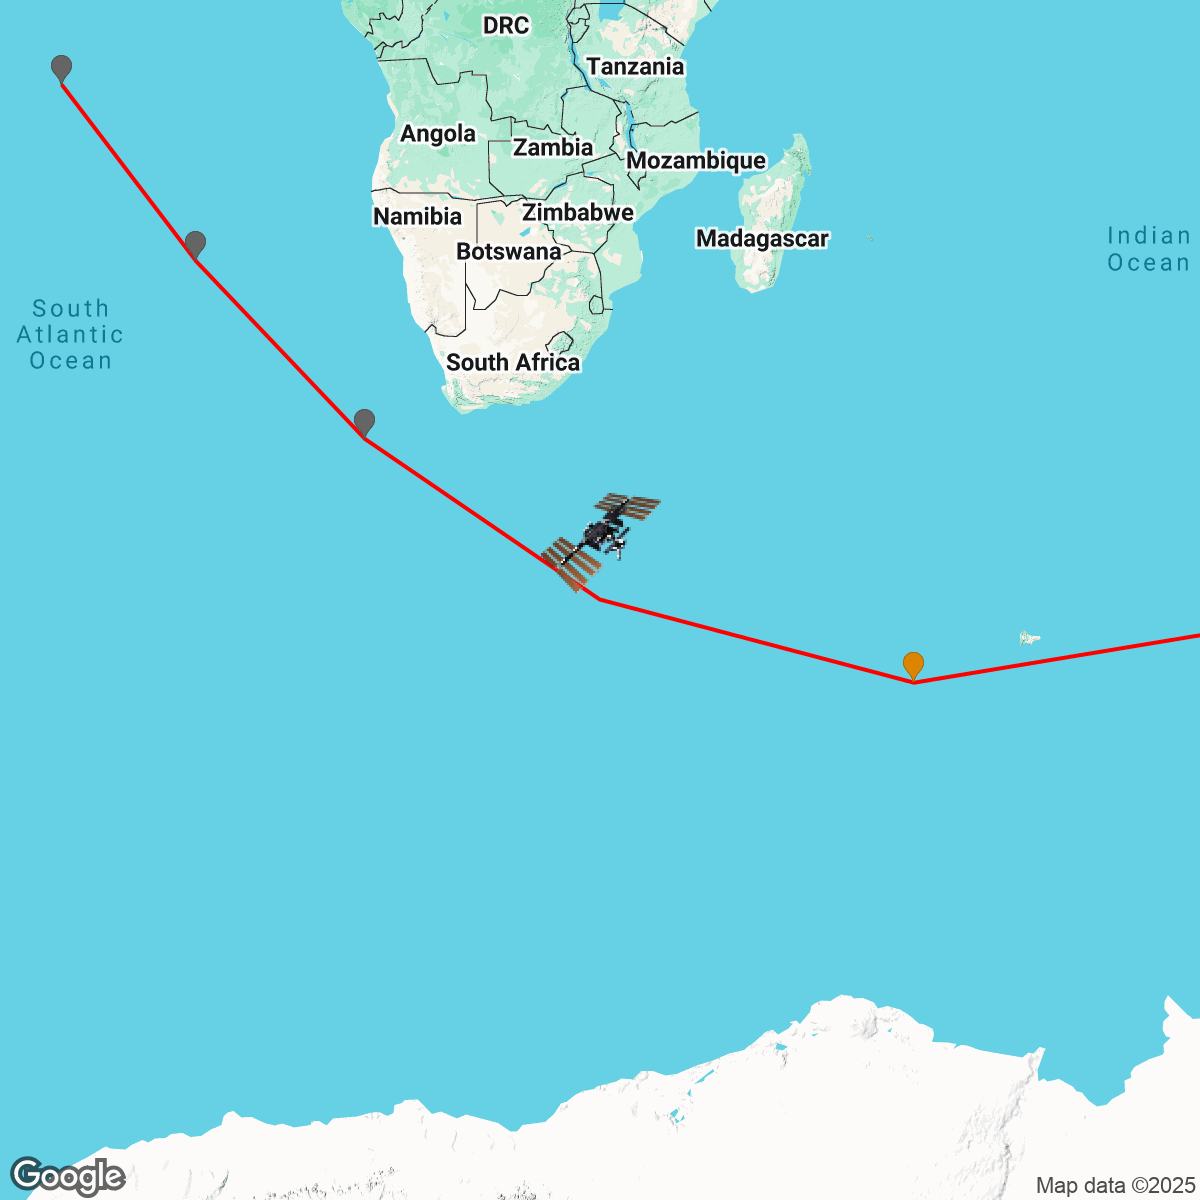 DRC
Tanzania
Angola
Zambia
Mozambique
Namibia
Zimbabwe
Madagascar
Botswana
Indian
Ocean
South
Atlantic
Ocean
South Africa
Google
Map data ©2025